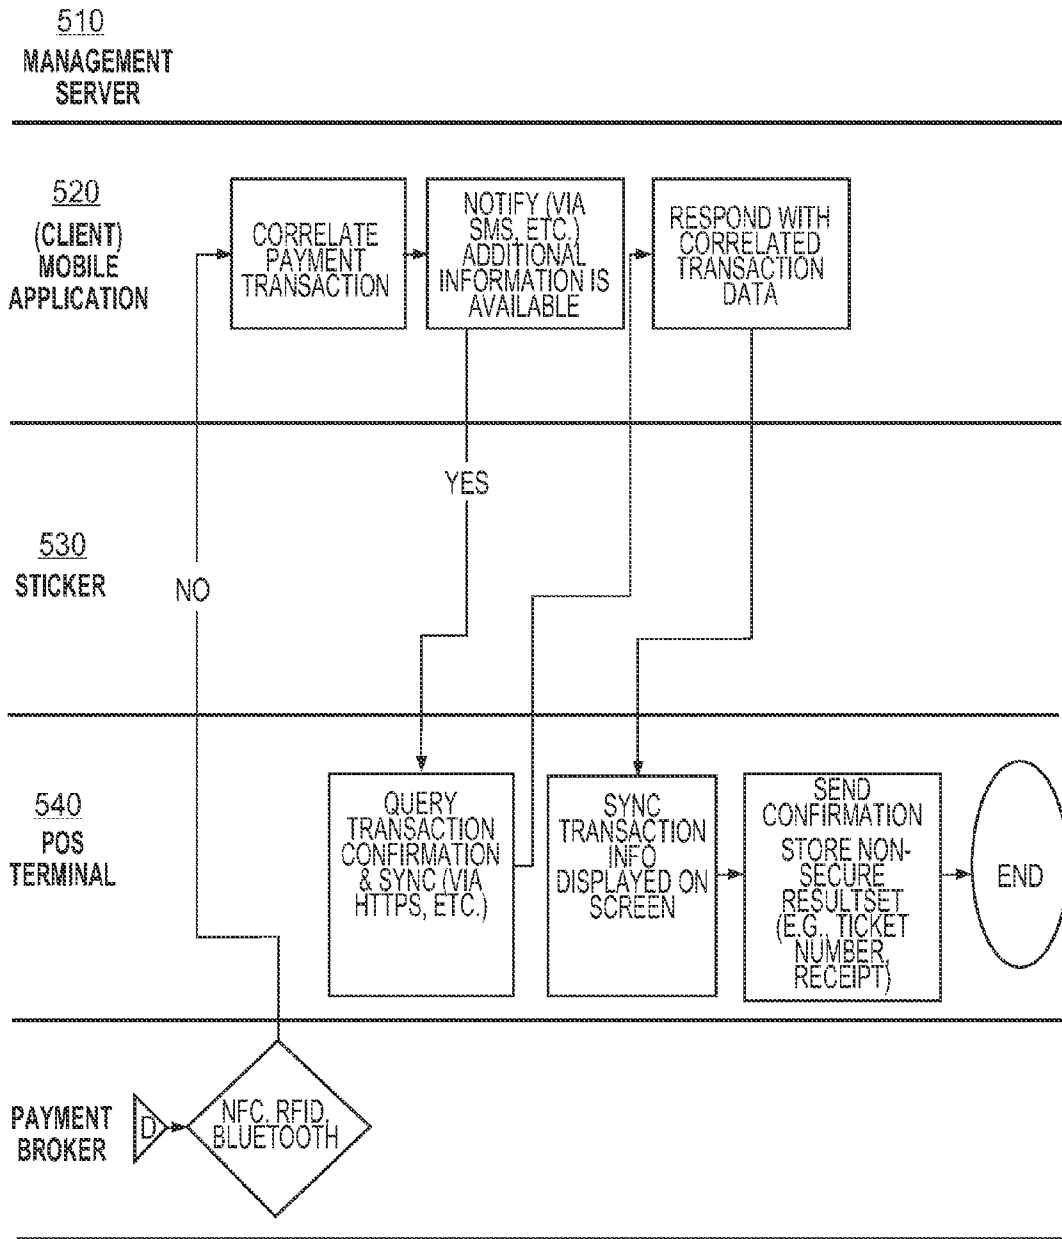 510
MANAGEMENT
SERVER
520
(CLIENT)
MOBILE
APPLICATION
CORRELATE
PAYMENT
TRANSACTION
NOTIFY (VIA
SMS, ETC.)
ADDITIONAL
INFORMATION IS
AVAILABLE
RESPOND WITH
CORRELATED
TRANSACTION
DATA
YES
530
STICKER
NO
540
POS
TERMINAL
QUERY
TRANSACTION
CONFIRMATION
& SYNC (VIA
HTTPS, ETC.)
SYNC
TRANSACTION
INFO
DISPLAYED ON
SCREEN
SEND
CONFIRMATION
STORE NON-
SECURE
RESULTSET
(E.G., TICKET
NUMBER,
RECEIPT)
END
PAYMENT
BROKER
D
NFC, RFID,
BLUETOOTH